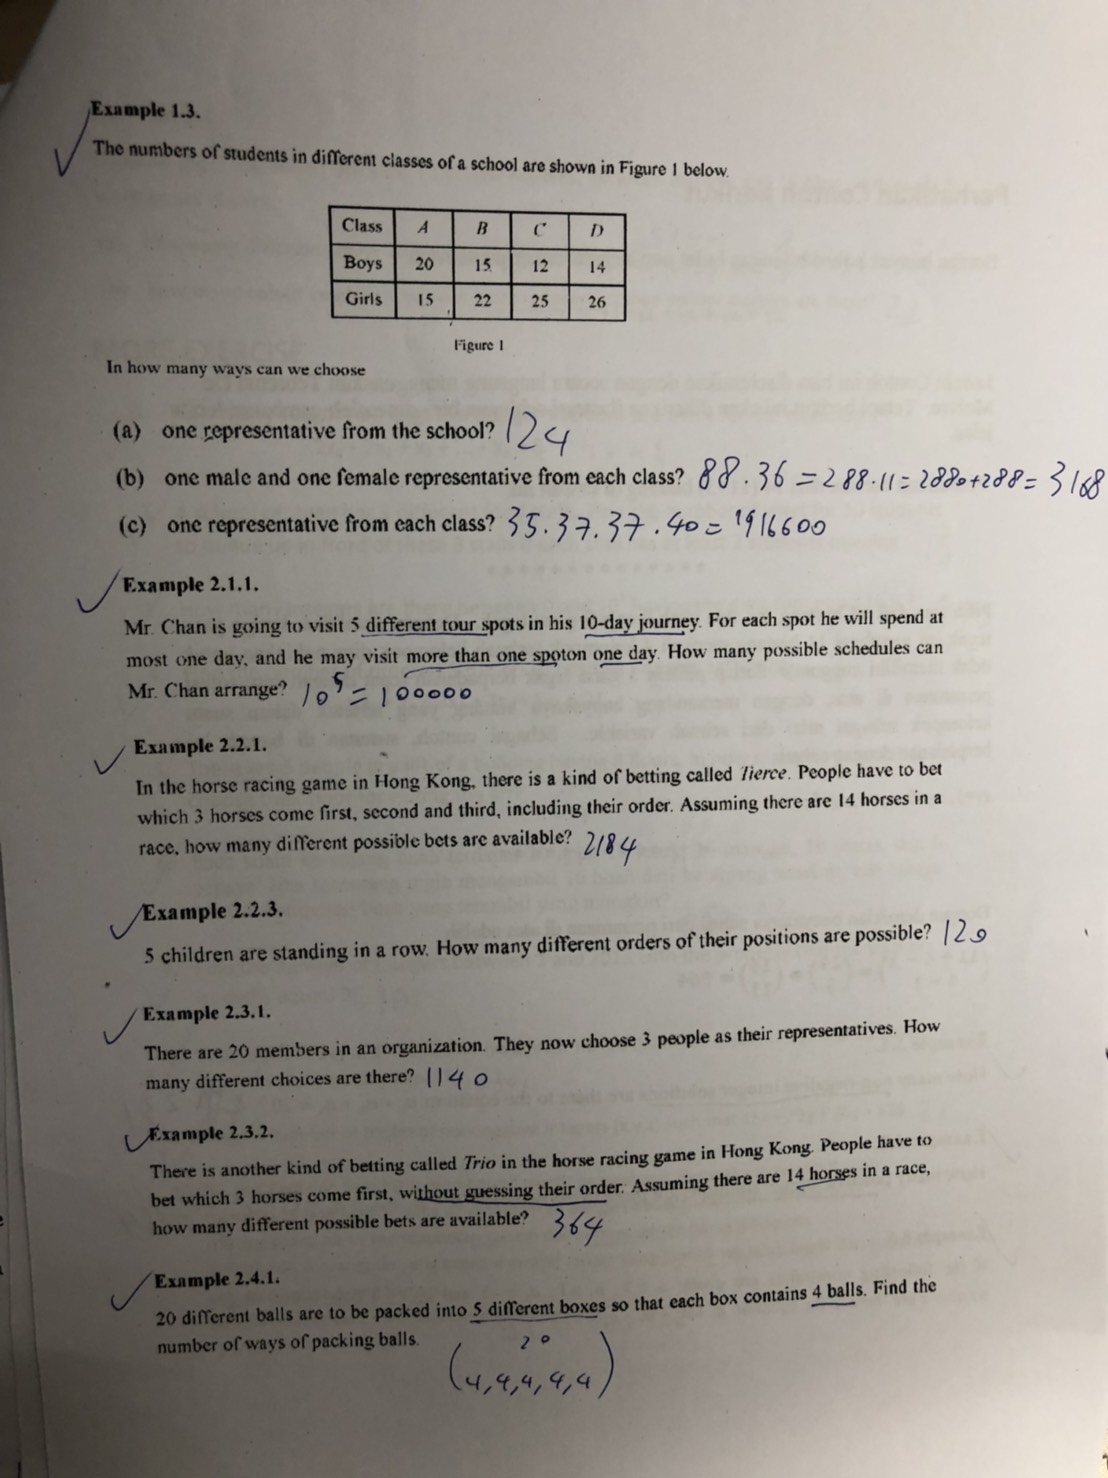 Example 1.3.
The numbers of students in different classes of a school are shown in Figure 1 below.
Class A B C D
Boys 20 15 12 14
Girls 15 22 25 26
Figure 1
In how many ways can we choose
(a) one representative from the school? 124
(b) one male and one female representative from each class? 88.36=288.11=2880+288=3168
(c) one representative from each class? 35.37.37.40=1916600
Example 2.1.1.
Mr. Chan is going to visit 5 different tour spots in his 10-day journey. For each spot he will spend at
most one day, and he may visit more than one spoton one day. How many possible schedules can
Mr. Chan arrange? 10⁵=100000
Example 2.2.1.
In the horse racing game in Hong Kong, there is a kind of betting called Tierce. People have to bet
which 3 horses come first, second and third, including their order. Assuming there are 14 horses in a
race, how many different possible bets are available? 2184
Example 2.2.3.
5 children are standing in a row. How many different orders of their positions are possible? 120
Example 2.3.1.
There are 20 members in an organization. They now choose 3 people as their representatives. How
many different choices are there? 1140
Example 2.3.2.
There is another kind of betting called Trio in the horse racing game in Hong Kong. People have to
bet which 3 horses come first, without guessing their order. Assuming there are 14 horses in a race,
how many different possible bets are available? 364
Example 2.4.1.
20 different balls are to be packed into 5 different boxes so that each box contains 4 balls. Find the
number of ways of packing balls.
20
(4,4,4,4,4)